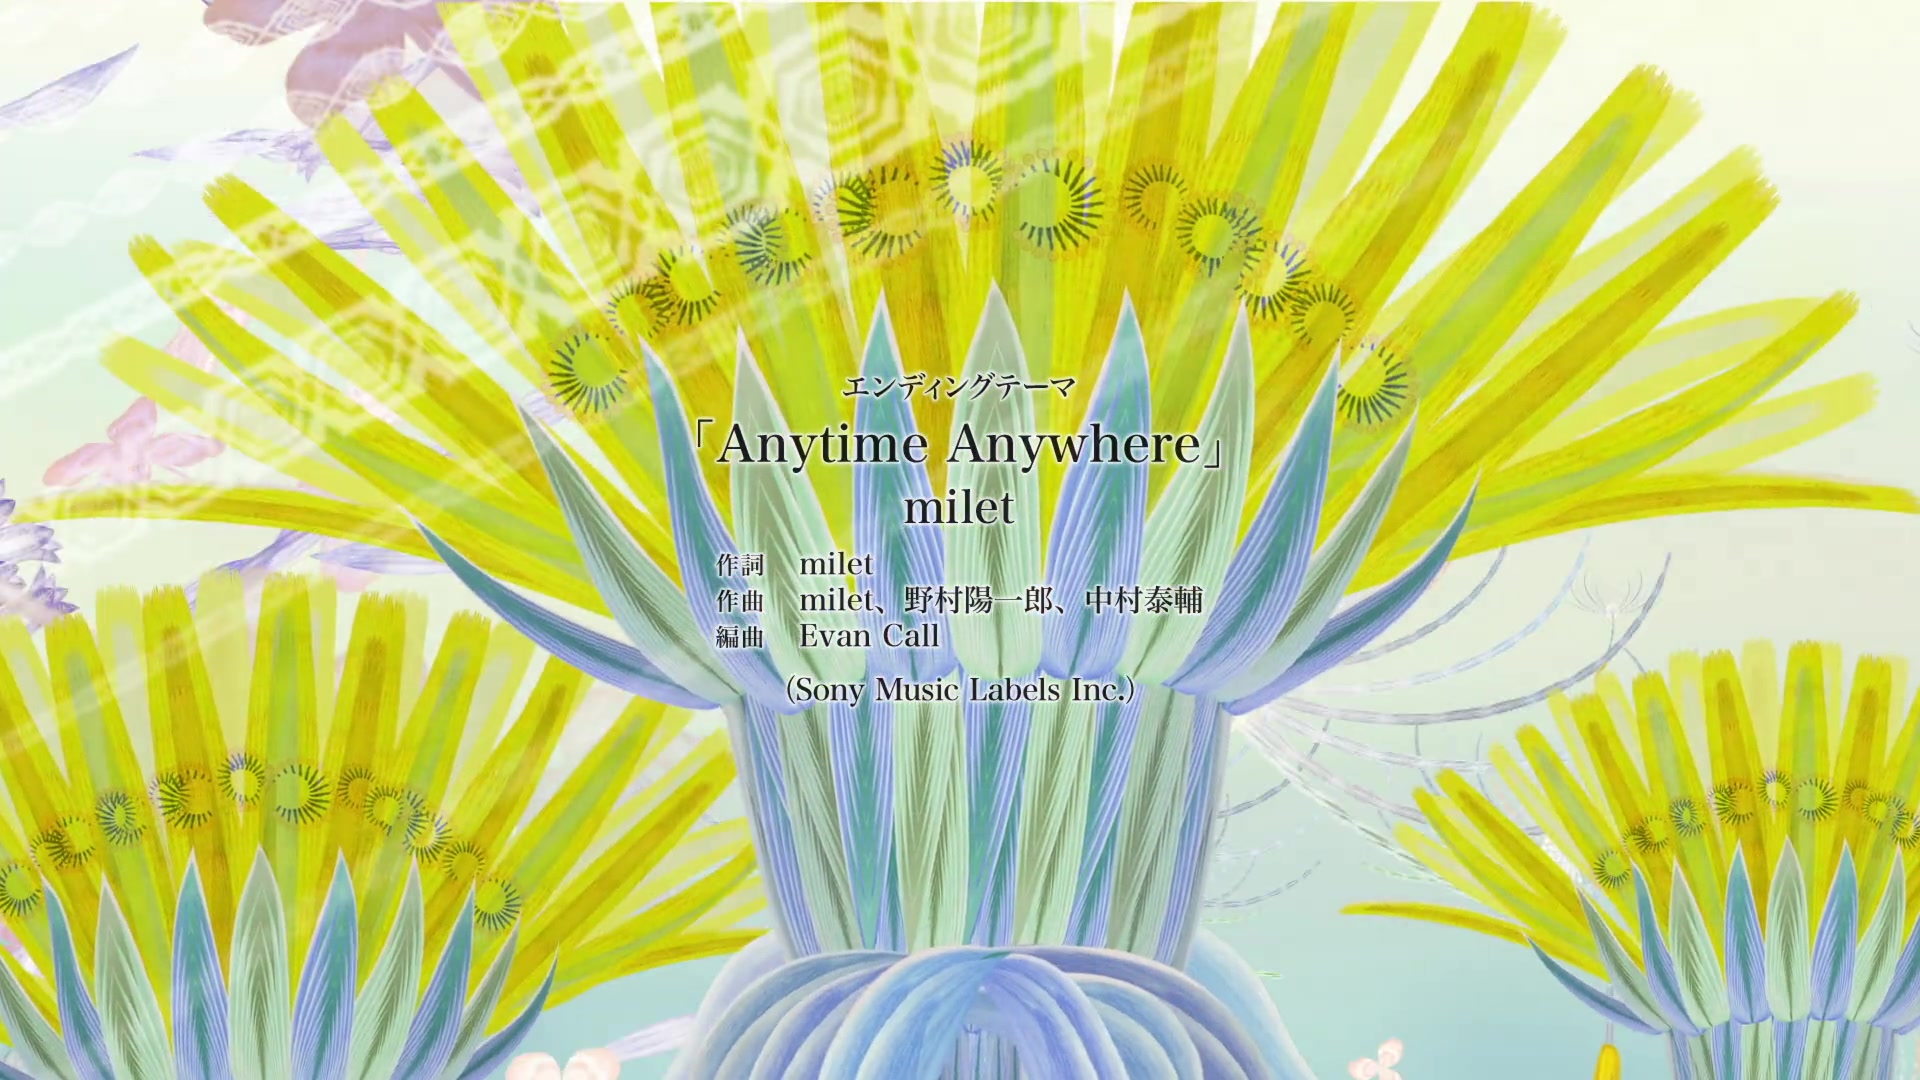 エンディングテーマ
「Anytime Anywhere」
milet
作詞 milet
作曲 milet、野村陽一郎、中村泰輔
編曲 Evan Call
(Sony Music Labels Inc.)